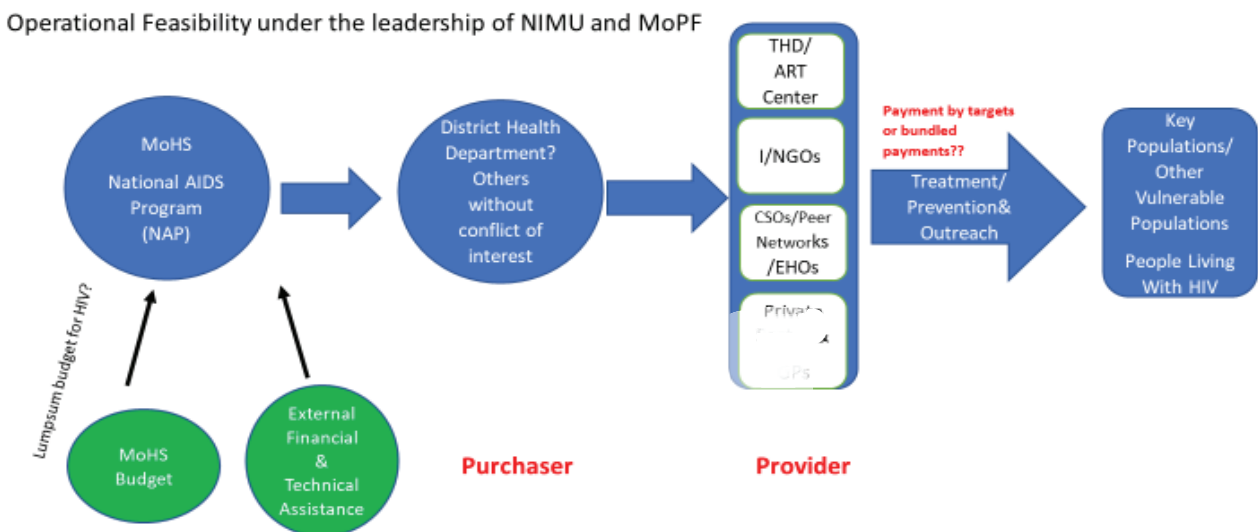 Operational Feasibility under the leadership of NIMU and MoPF
MoHS
National AIDS
Program
(NAP)
Lumpsum budget for HIV?
MoHS
Budget
External
Financial
&
Technical
Assistance
District Health
Department?
Others
without
conflict of
interest
Purchaser
THD/
ART
Center
I/NGOs
CSOs/Peer
Networks
/EHOs
Private
GPs
Provider
Payment by targets
or bundled
payments??
Treatment/
Prevention&
Outreach
Key
Populations/
Other
Vulnerable
Populations
People Living
With HIV